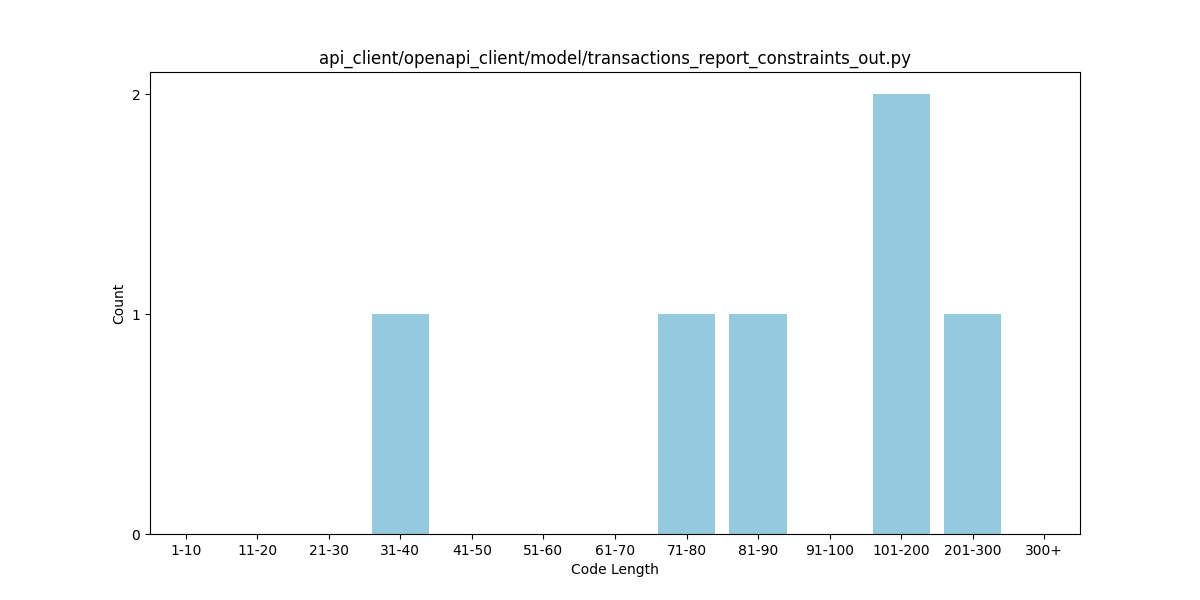 api_client/openapi_client/model/transactions_report_constraints_out.py
2
1
0
Count
1-10 11-20 21-30 31-40 41-50 51-60 61-70 71-80 81-90 91-100 101-200 201-300 300+
Code Length